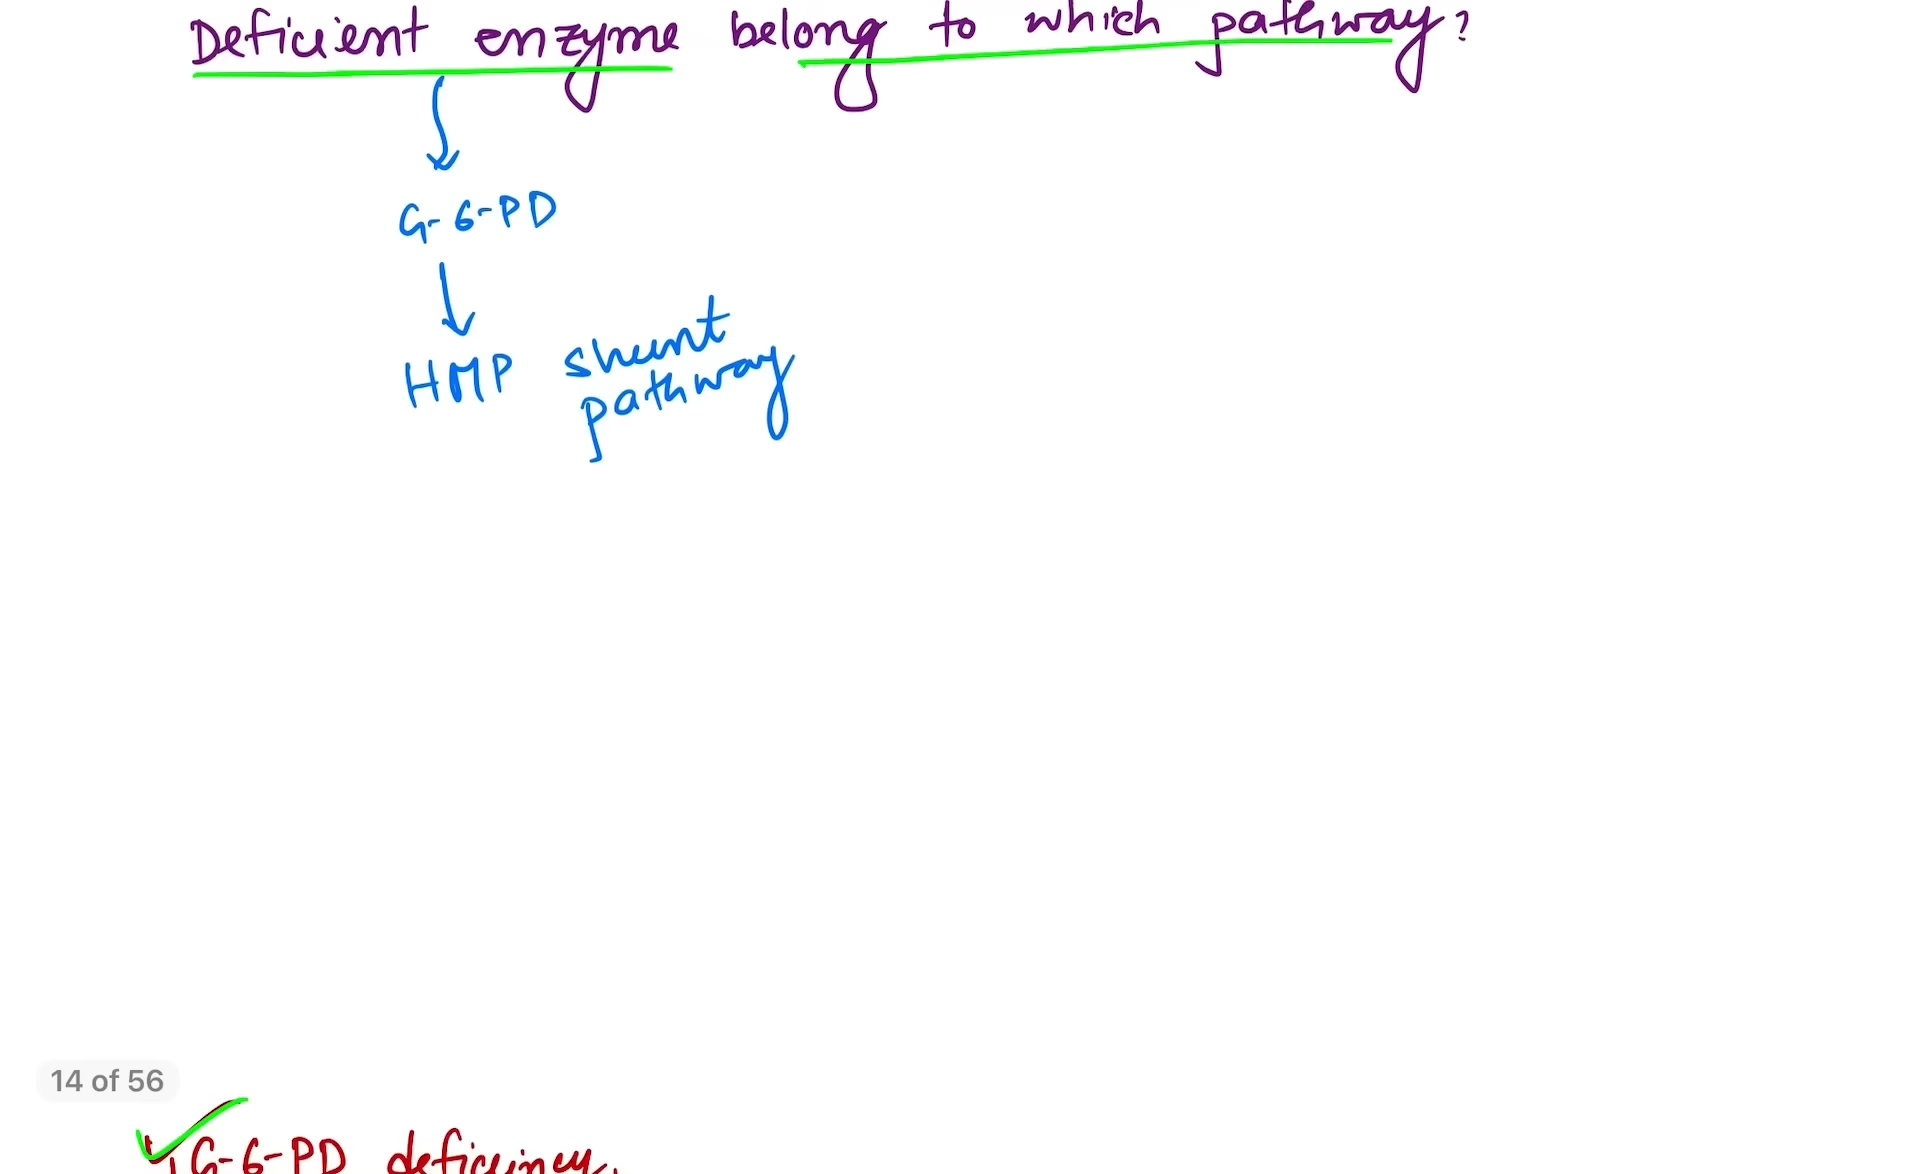 Deficient enzyme belong to which pathway?
G-6-PD
HMP shunt
pathway
14 of 56
G-6-PD deficiency.